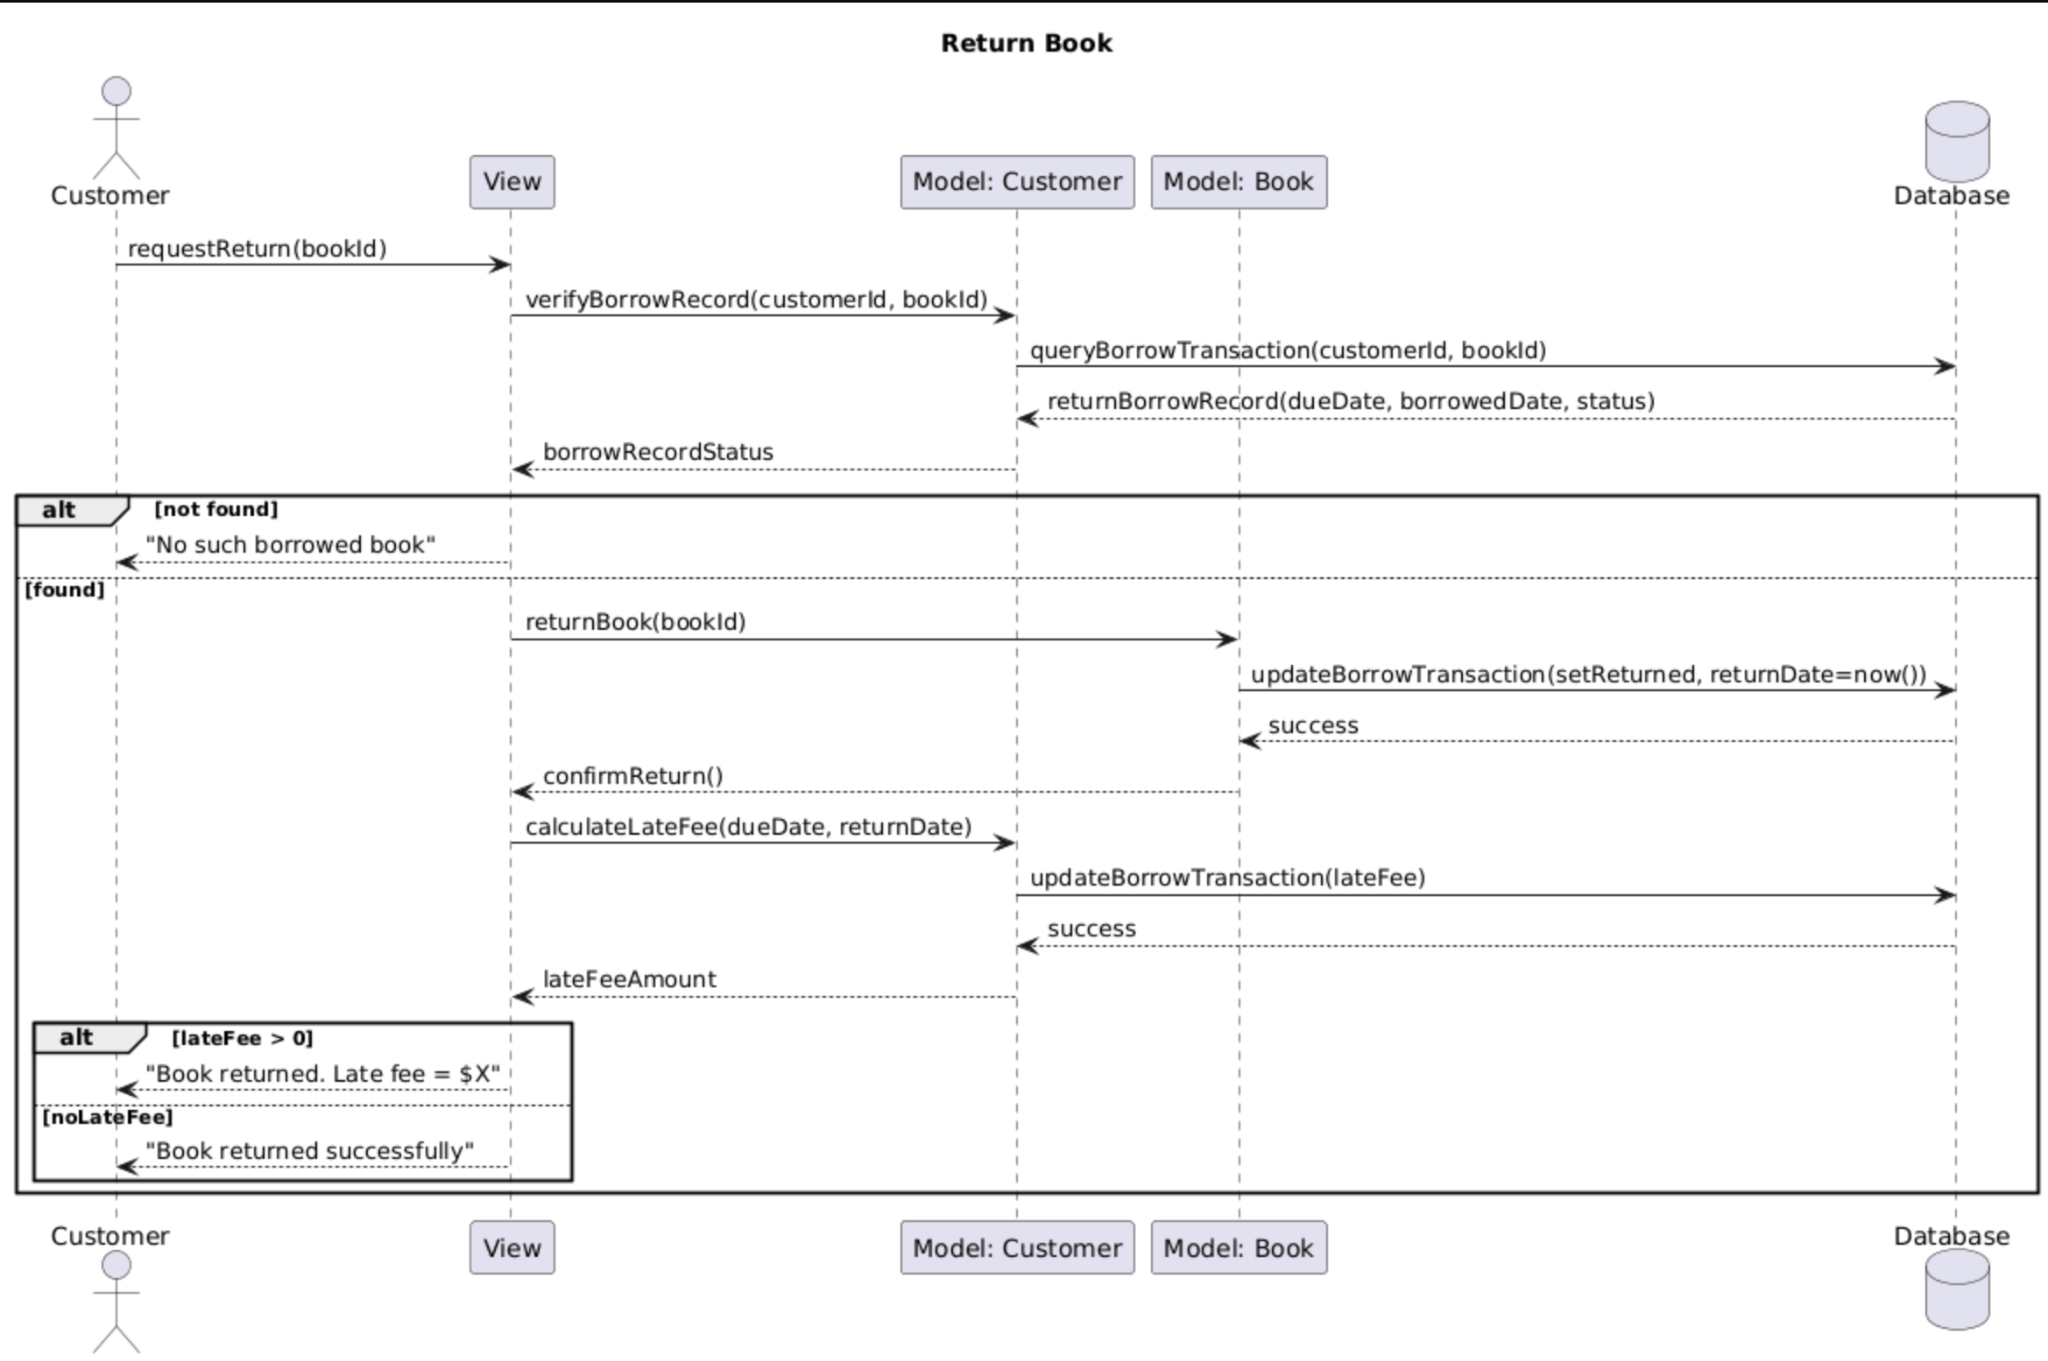 Return Book
Customer
View
Model: Customer
Model: Book
Database
requestReturn(bookId)
verifyBorrowRecord(customerId, bookId)
queryBorrowTransaction(customerId, bookId)
returnBorrowRecord(dueDate, borrowedDate, status)
borrowRecordStatus
alt
[not found]
"No such borrowed book"
[found]
returnBook(bookId)
updateBorrowTransaction(setReturned, returnDate=now())
success
confirmReturn()
calculateLateFee(dueDate, returnDate)
updateBorrowTransaction(lateFee)
success
lateFeeAmount
alt
[lateFee > 0]
"Book returned. Late fee = $X"
[noLateFee]
"Book returned successfully"
Customer
View
Model: Customer
Model: Book
Database